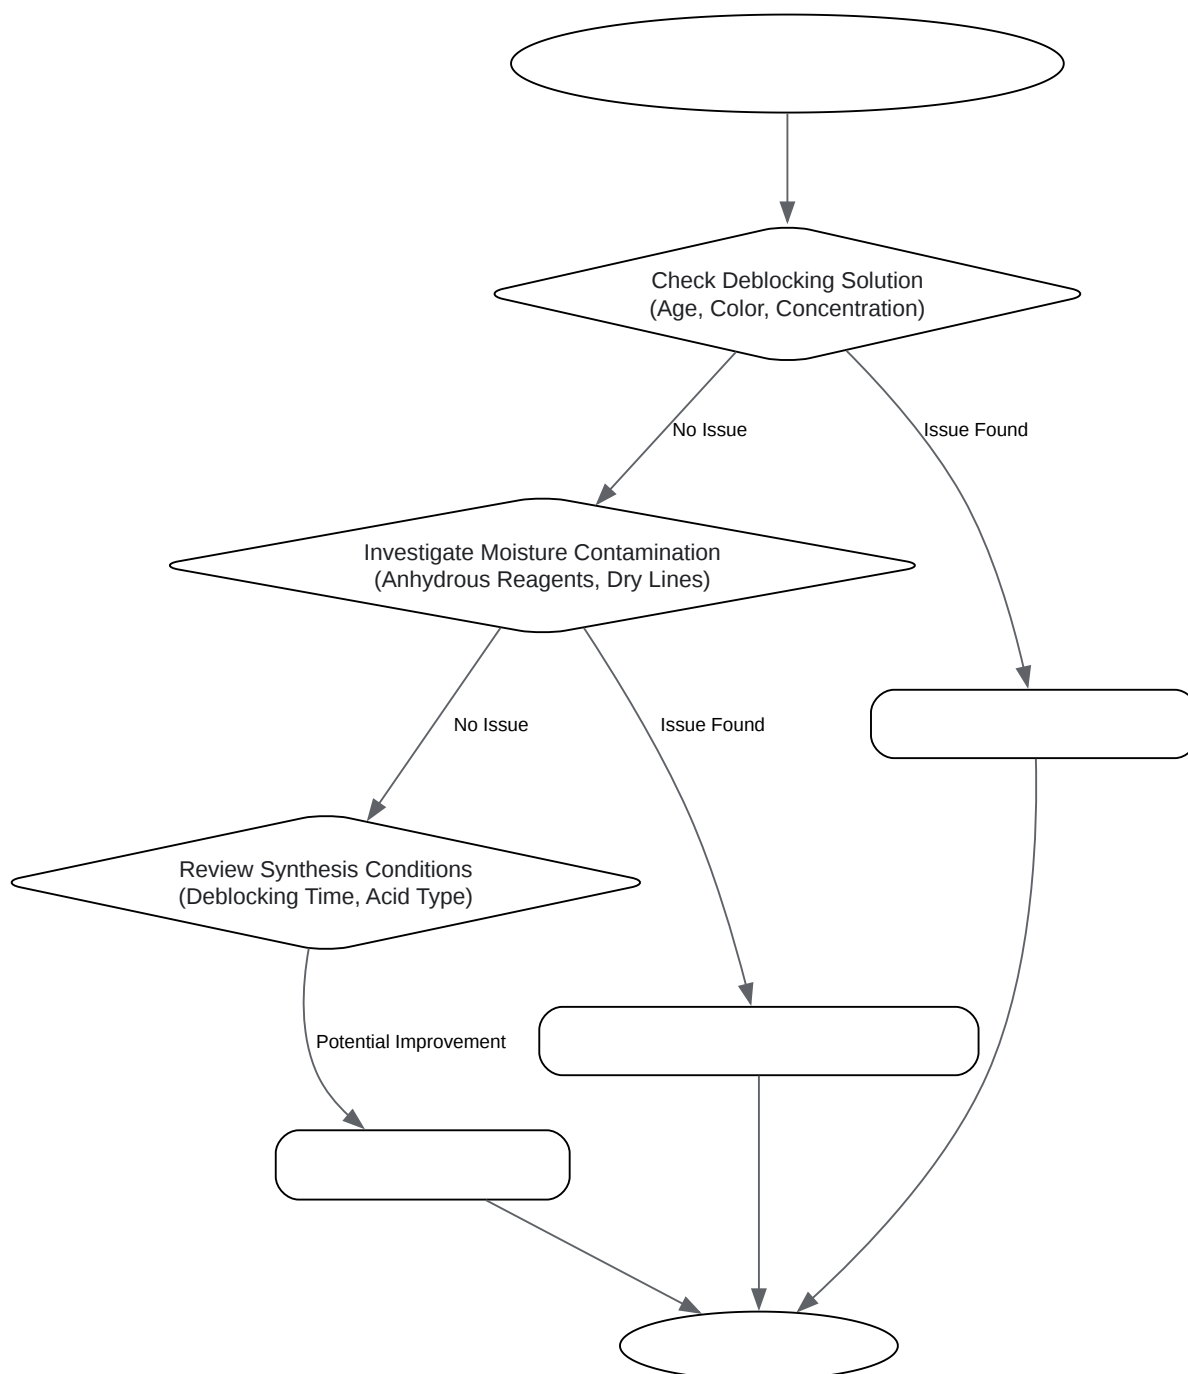 Check Deblocking Solution
(Age, Color, Concentration)
No Issue
Issue Found
Investigate Moisture Contamination
(Anhydrous Reagents, Dry Lines)
No Issue
Issue Found
Review Synthesis Conditions
(Deblocking Time, Acid Type)
Potential Improvement